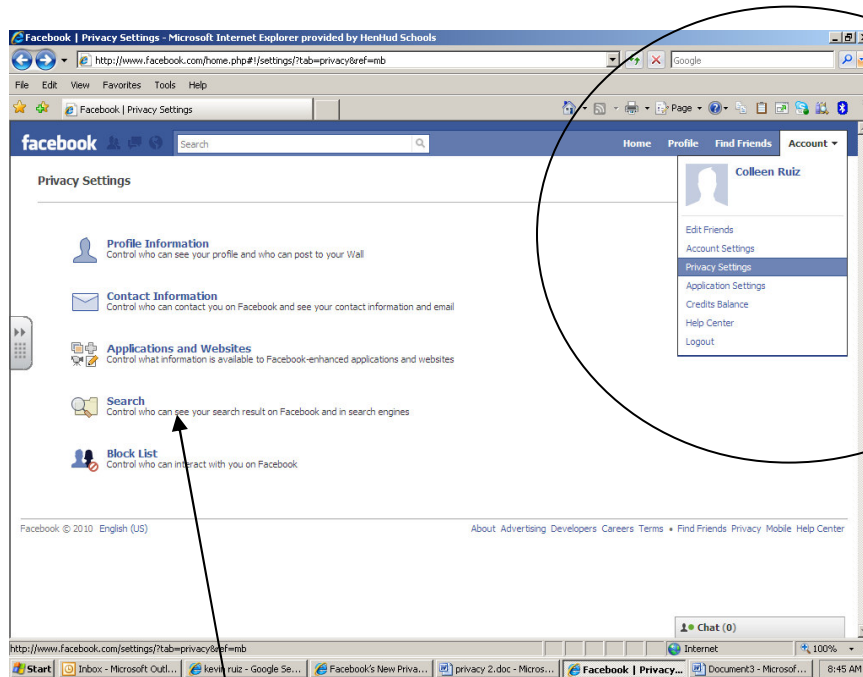 Facebook | Privacy Settings - Microsoft Internet Explorer provided by HenHud Schools
http://www.facebook.com/home.php#!/settings/?tab=privacy&ref=mb
Google
File Edit View Favorites Tools Help
Facebook | Privacy Settings
Page
facebook
Search
Home Profile Find Friends Account
Colleen Ruiz
Edit Friends
Account Settings
Privacy Settings
Application Settings
Credits Balance
Help Center
Logout
Privacy Settings
Profile Information
Control who can see your profile and who can post to your Wall
Contact Information
Control who can contact you on Facebook and see your contact information and email
Applications and Websites
Control what information is available to Facebook-enhanced applications and websites
Search
Control who can see your search result on Facebook and in search engines
Block List
Control who can interact with you on Facebook
Facebook © 2010 English (US)
About Advertising Developers Careers Terms • Find Friends Privacy Mobile Help Center
Chat (0)
http://www.facebook.com/settings/?tab=privacy&ref=mb
Internet
100%
Start
Inbox - Microsoft Outl...
kevin ruiz - Google Se...
Facebook's New Priva...
privacy 2.doc - Micros...
Facebook | Privacy...
Document3 - Microsof...
8:45 AM